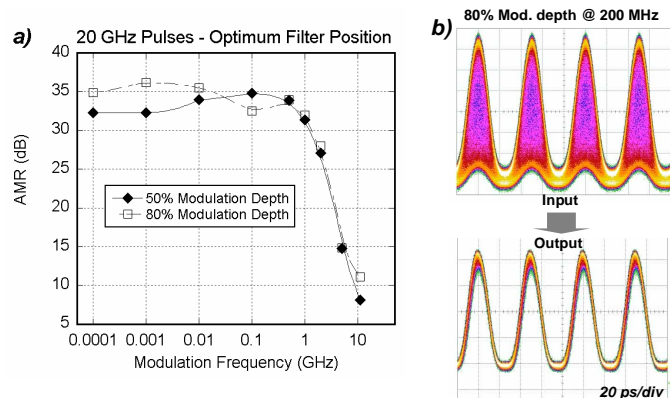 a)
20 GHz Pulses - Optimum Filter Position
40
35
30
25
20
15
10
5
AMR (dB)
50% Modulation Depth
80% Modulation Depth
0.0001 0.001 0.01 0.1 1 10
Modulation Frequency (GHz)
b)
80% Mod. depth @ 200 MHz
Input
Output
20 ps/div